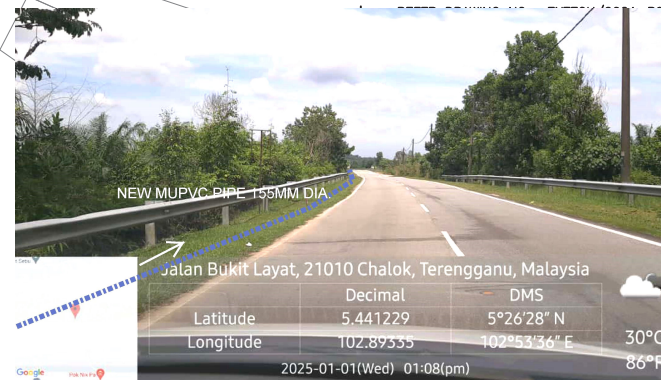 NEW MUPVC PIPE 155MM DIA.
Jalan Bukit Layat, 21010 Chalok, Terengganu, Malaysia
Decimal DMS
Latitude 5.441229 5°26'28" N
Longitude 102.89335 102°53'36" E
2025-01-01(Wed) 01:08(pm)
30°C
86°F
Google